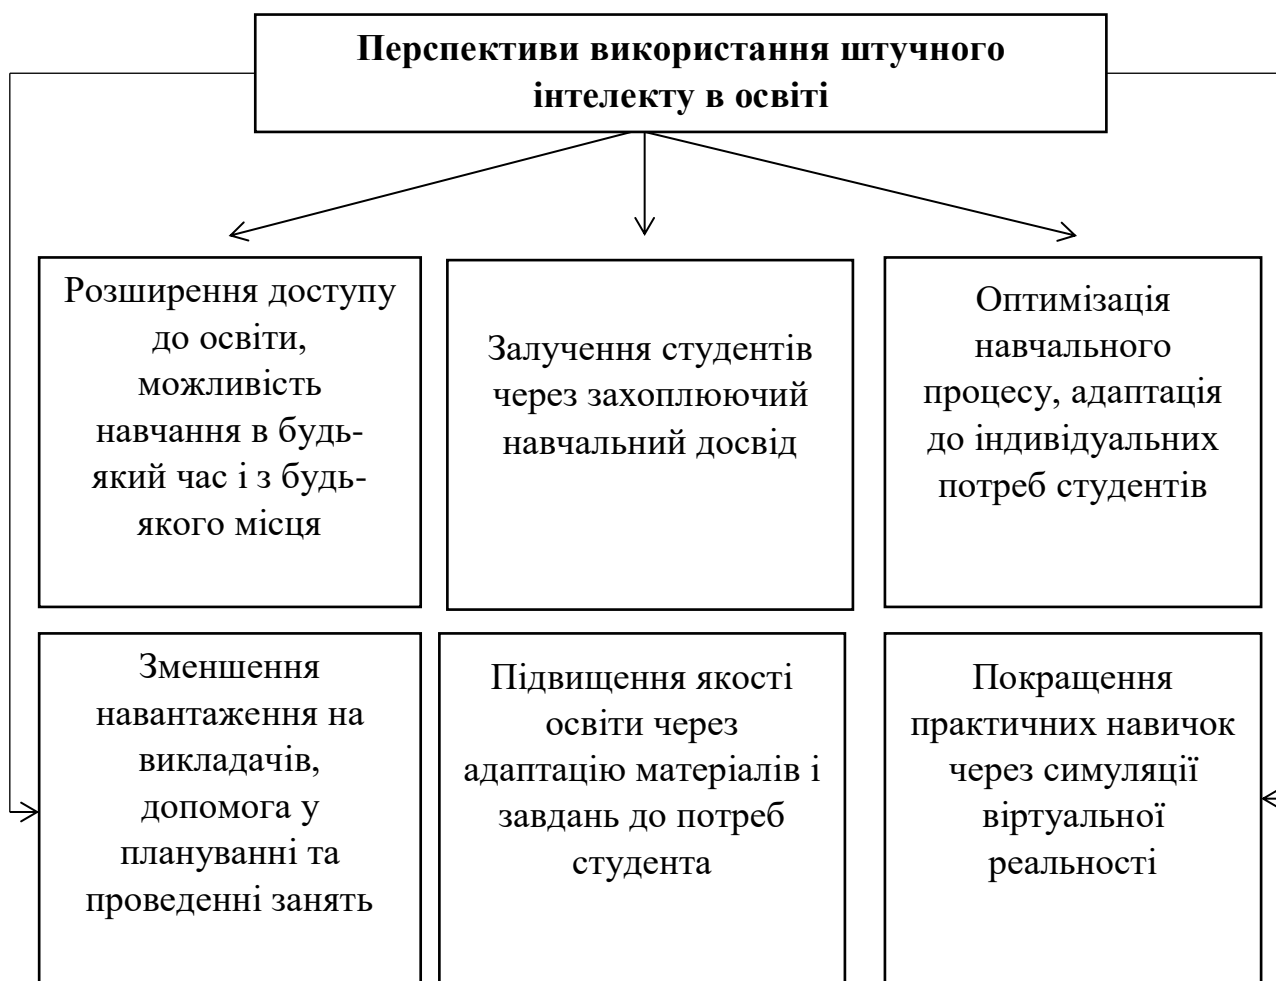 Перспективи використання штучного
інтелекту в освіті
Розширення доступу
до освіти,
можливість
навчання в будь-
який час і з будь-
якого місця
Залучення студентів
через захоплюючий
навчальний досвід
Оптимізація
навчального
процесу, адаптація
до індивідуальних
потреб студентів
Зменшення
навантаження на
викладачів,
допомога у
плануванні та
проведенні занять
Підвищення якості
освіти через
адаптацію матеріалів і
завдань до потреб
студента
Покращення
практичних навичок
через симуляції
віртуальної
реальності